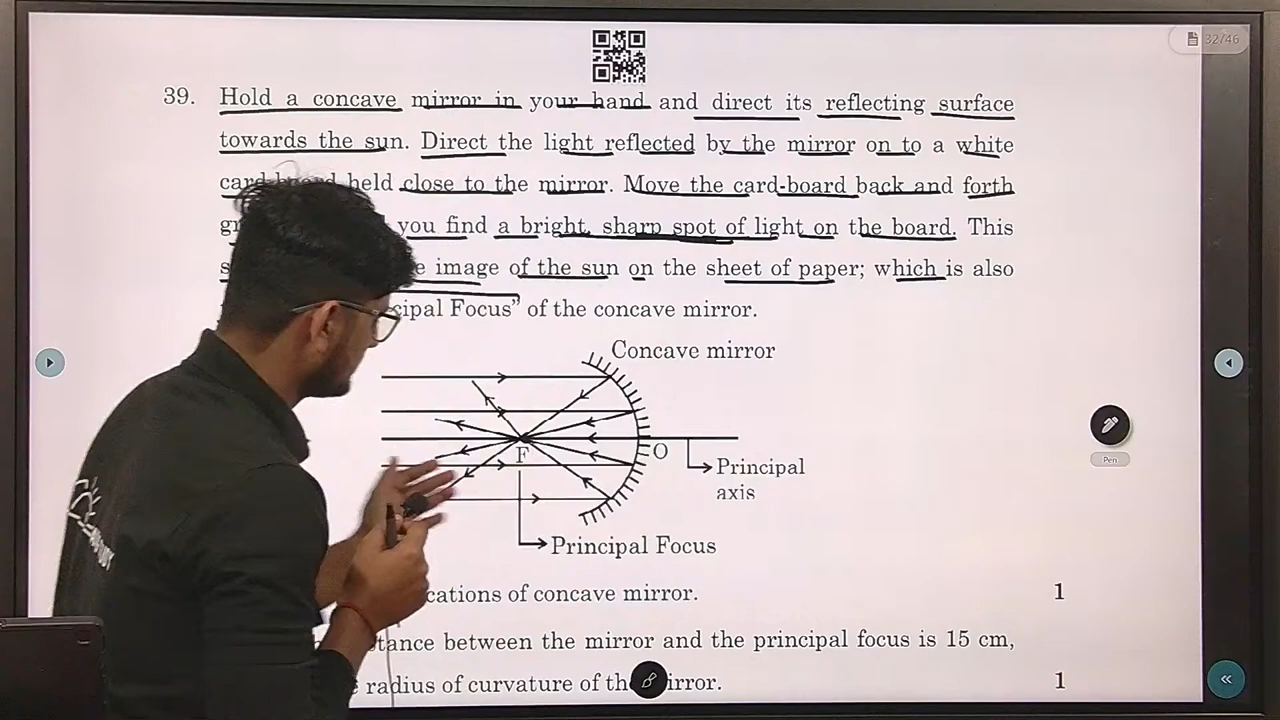 32/46
39. Hold a concave mirror in your hand and direct its reflecting surface
towards the sun. Direct the light reflected by the mirror on to a white
card-board held close to the mirror. Move the card-board back and forth
you find a bright, sharp spot of light on the board. This
image of the sun on the sheet of paper; which is also
cipal Focus” of the concave mirror.
Concave mirror
F
O
Principal
axis
Pen
Principal Focus
cations of concave mirror. 1
tance between the mirror and the principal focus is 15 cm,
radius of curvature of the mirror. 1